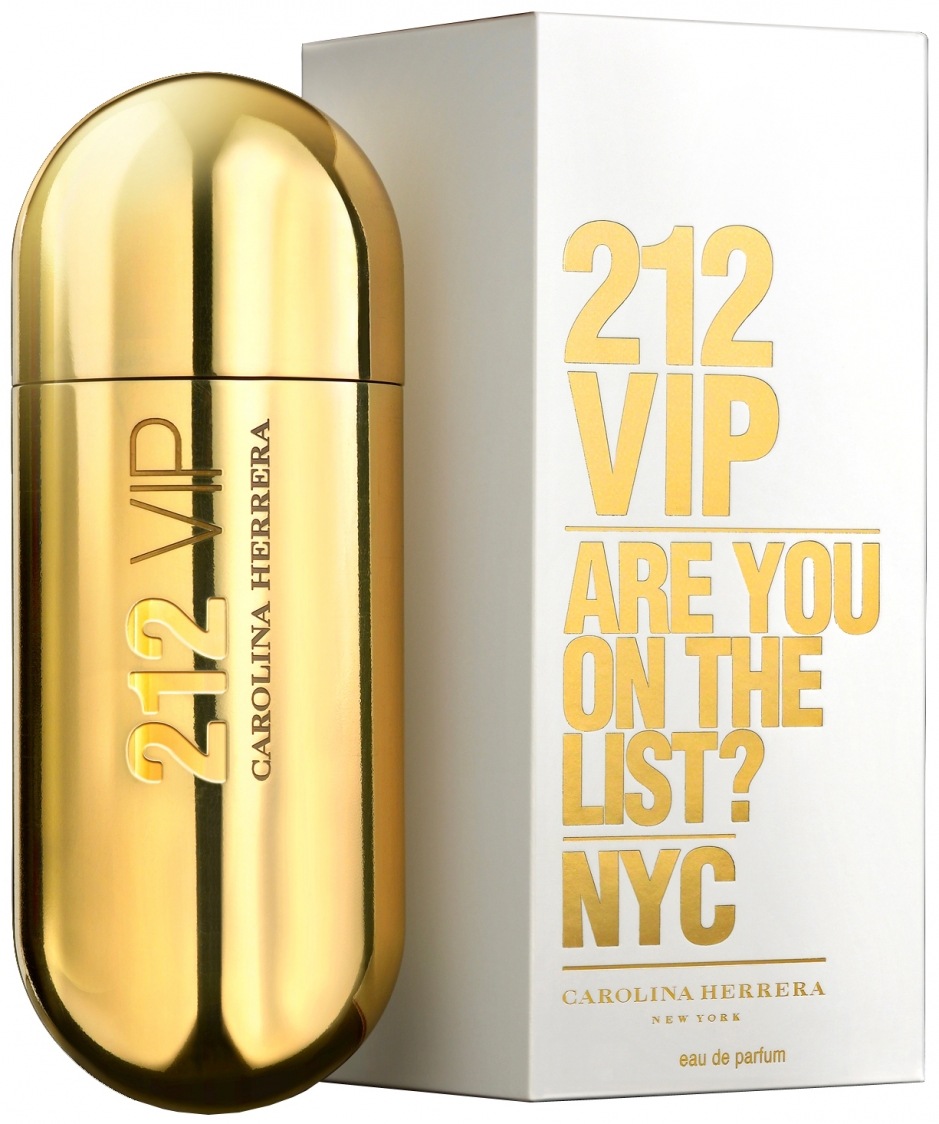 212 VIP
CAROLINA HERRERA
212
VIP
ARE YOU
ON THE
LIST?
NYC
CAROLINA HERRERA
NEW YORK
eau de parfum